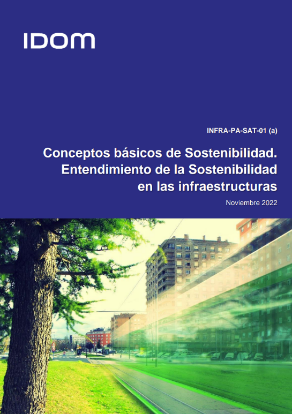 IDOM
INFRA-PA-SAT-01 (a)
Conceptos básicos de Sostenibilidad.
Entendimiento de la Sostenibilidad
en las infraestructuras
Noviembre 2022